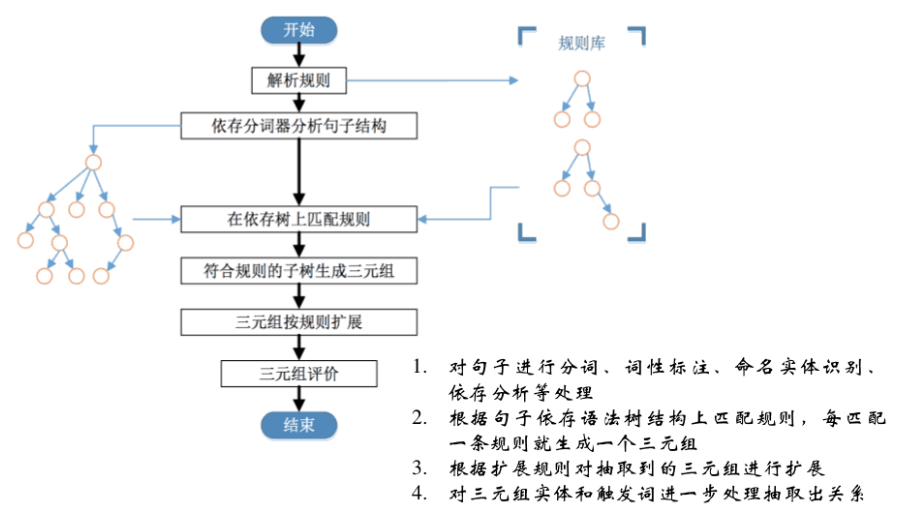 开始
规则库
解析规则
依存分词器分析句子结构
在依存树上匹配规则
符合规则的子树生成三元组
三元组按规则扩展
三元组评价
结束
1. 对句子进行分词、词性标注、命名实体识别、
依存分析等处理
2. 根据句子依存语法树结构上匹配规则，每匹配
一条规则就生成一个三元组
3. 根据扩展规则对抽取到的三元组进行扩展
4. 对三元组实体和触发词进一步处理抽取出关系